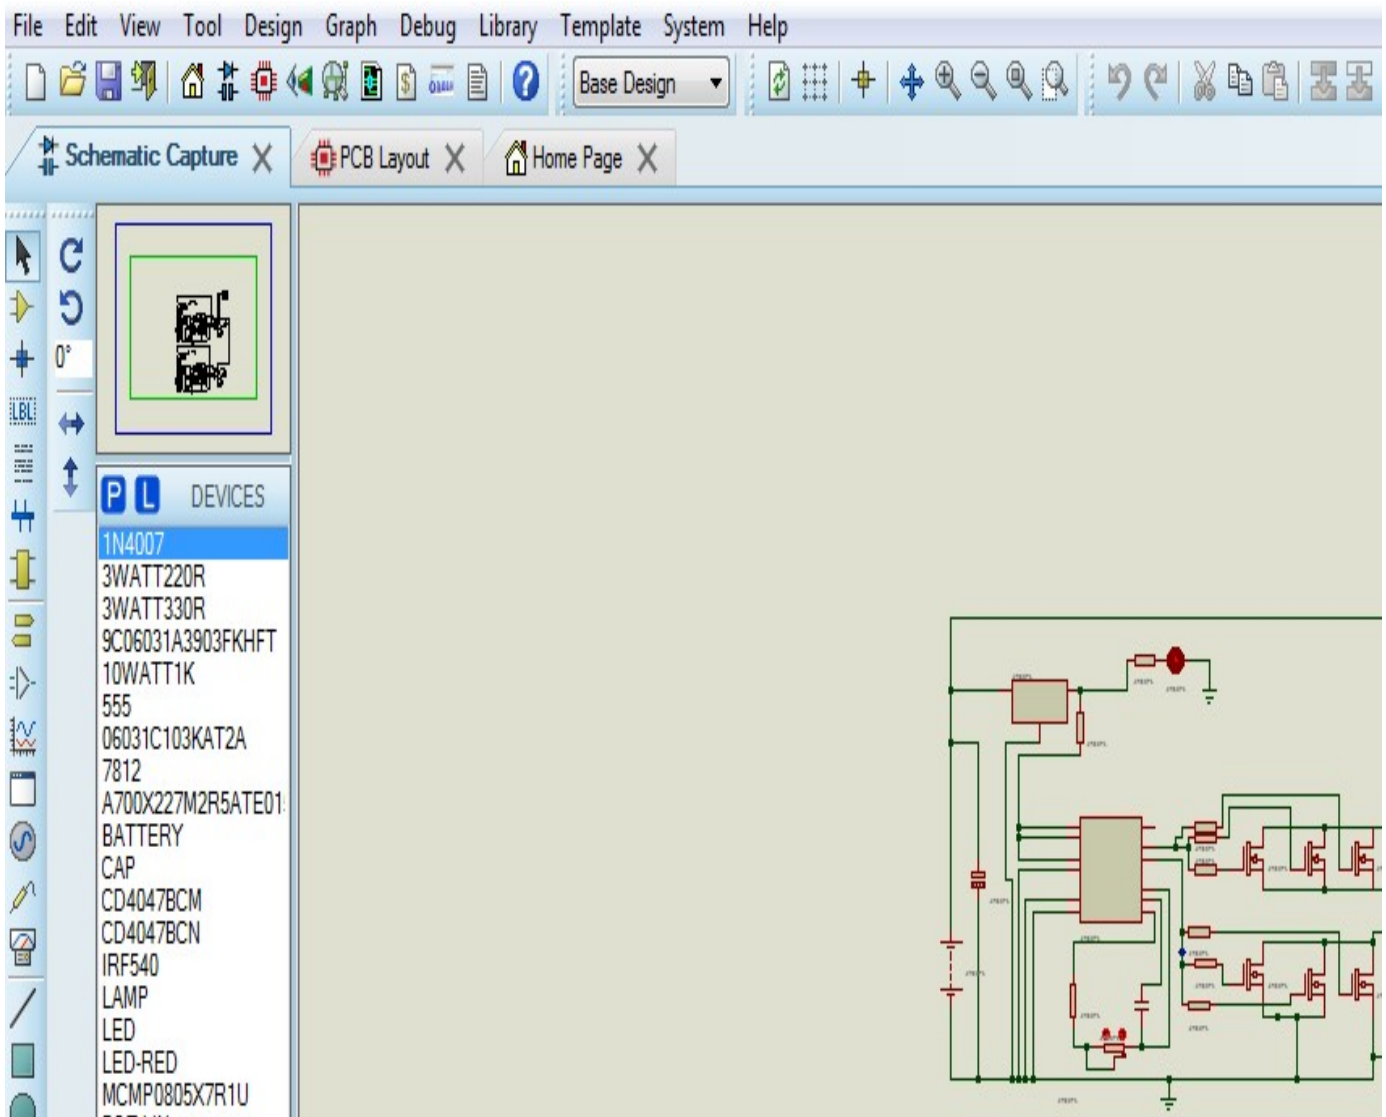 File Edit View Tool Design Graph Debug Library Template System Help
Base Design
Schematic Capture PCB Layout Home Page
0°
LBL
P L DEVICES
1N4007
3WATT220R
3WATT330R
9C06031A3903FKHFT
10WATT1K
555
06031C103KAT2A
7812
A700X227M2R5ATE01
BATTERY
CAP
CD4047BCM
CD4047BCN
IRF540
LAMP
LED
LED-RED
MCMP0805X7R1U